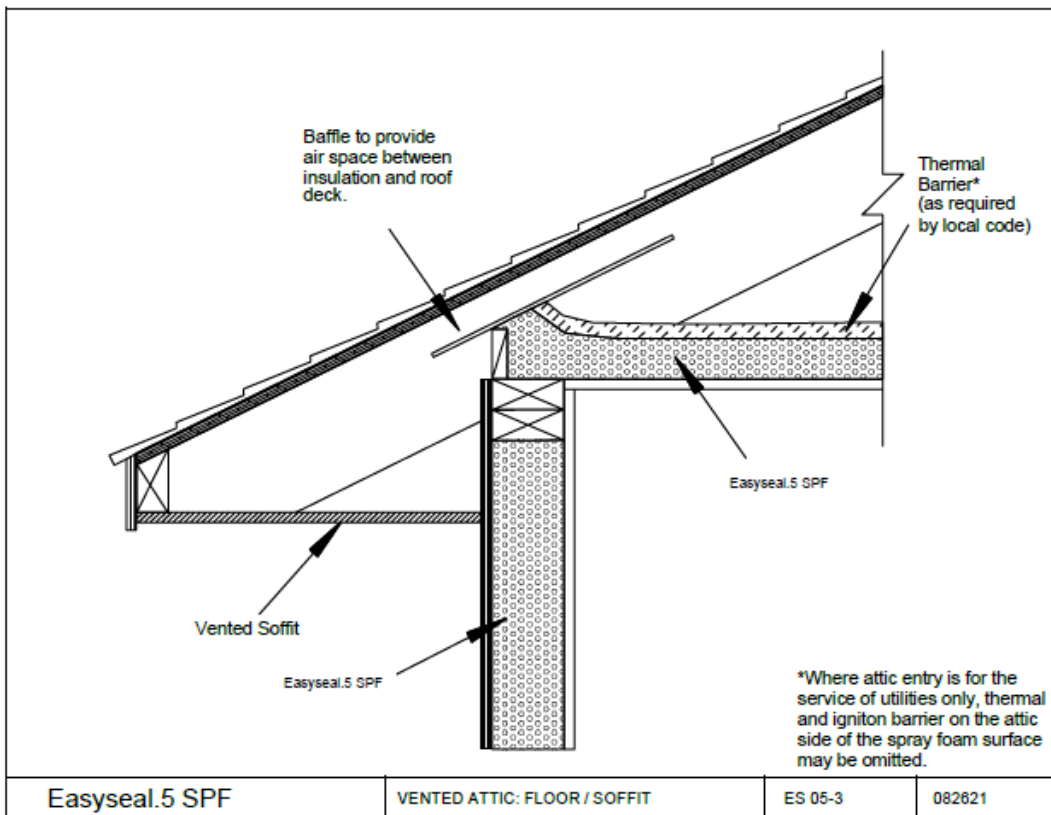 Baffle to provide
air space between
insulation and roof
deck.
Thermal
Barrier*
(as required
by local code)
Easyseal.5 SPF
Vented Soffit
Easyseal.5 SPF
*Where attic entry is for the
service of utilities only, thermal
and igniton barrier on the attic
side of the spray foam surface
may be omitted.
Easyseal.5 SPF
VENTED ATTIC: FLOOR / SOFFIT
ES 05-3
082621